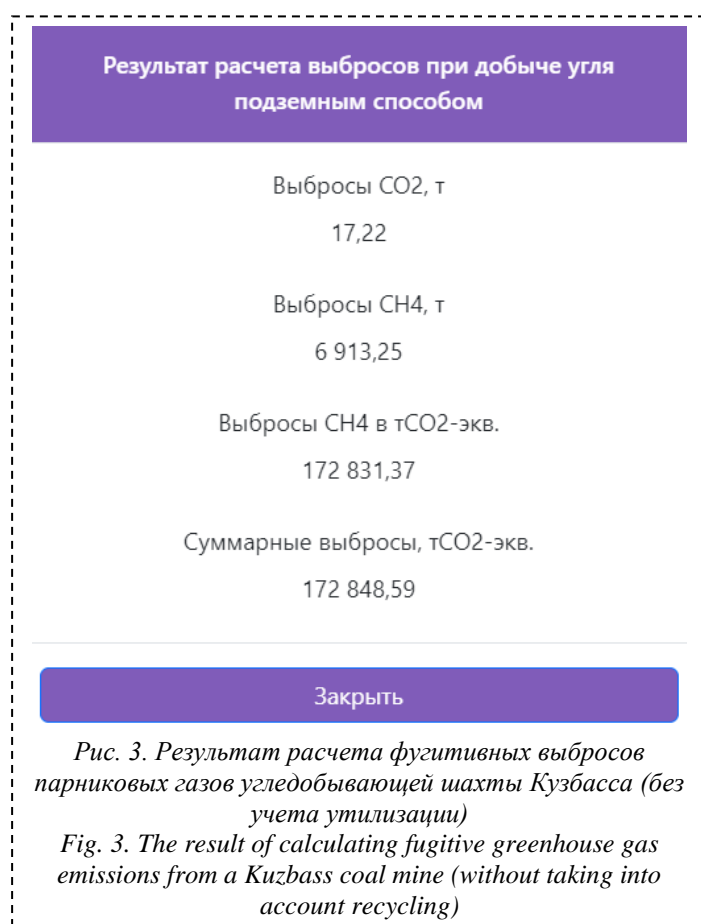 Результат расчета выбросов при добыче угля
подземным способом
Выбросы CO2, т
17,22
Выбросы CH4, т
6 913,25
Выбросы CH4 в тCO2-экв.
172 831,37
Суммарные выбросы, тCO2-экв.
172 848,59
Закрыть
Рис. 3. Результат расчета фугитивных выбросов
парниковых газов угледобывающей шахты Кузбасса (без
учета утилизации)
Fig. 3. The result of calculating fugitive greenhouse gas
emissions from a Kuzbass coal mine (without taking into
account recycling)